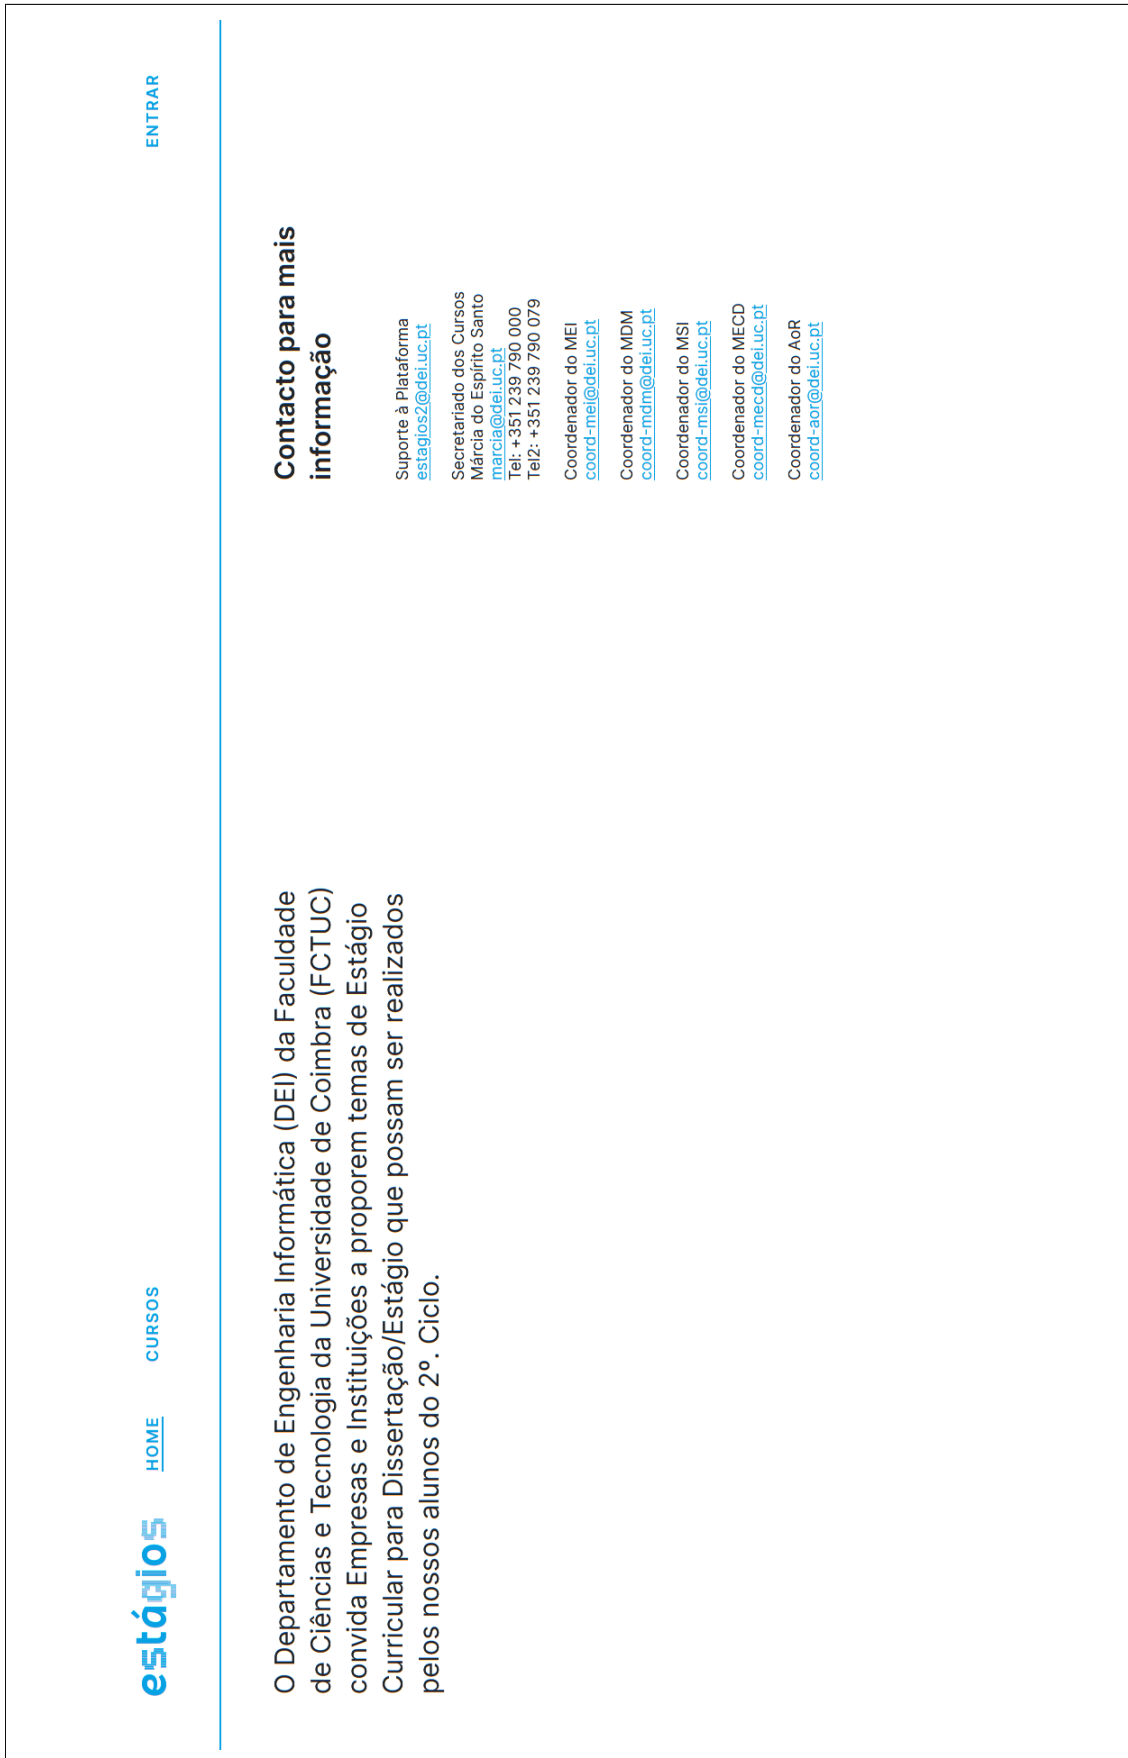 estágios
HOME
CURSOS
ENTRAR
O Departamento de Engenharia Informática (DEI) da Faculdade
de Ciências e Tecnologia da Universidade de Coimbra (FCTUC)
convida Empresas e Instituições a proporem temas de Estágio
Curricular para Dissertação/Estágio que possam ser realizados
pelos nossos alunos do 2º. Ciclo.
Contacto para mais
informação
Suporte à Plataforma
estagios2@dei.uc.pt
Secretariado dos Cursos
Márcia do Espírito Santo
marcia@dei.uc.pt
Tel: +351 239 790 000
Tel2: +351 239 790 079
Coordenador do MEI
coord-mei@dei.uc.pt
Coordenador do MDM
coord-mdm@dei.uc.pt
Coordenador do MSI
coord-msi@dei.uc.pt
Coordenador do MECD
coord-mecd@dei.uc.pt
Coordenador do AoR
coord-aor@dei.uc.pt